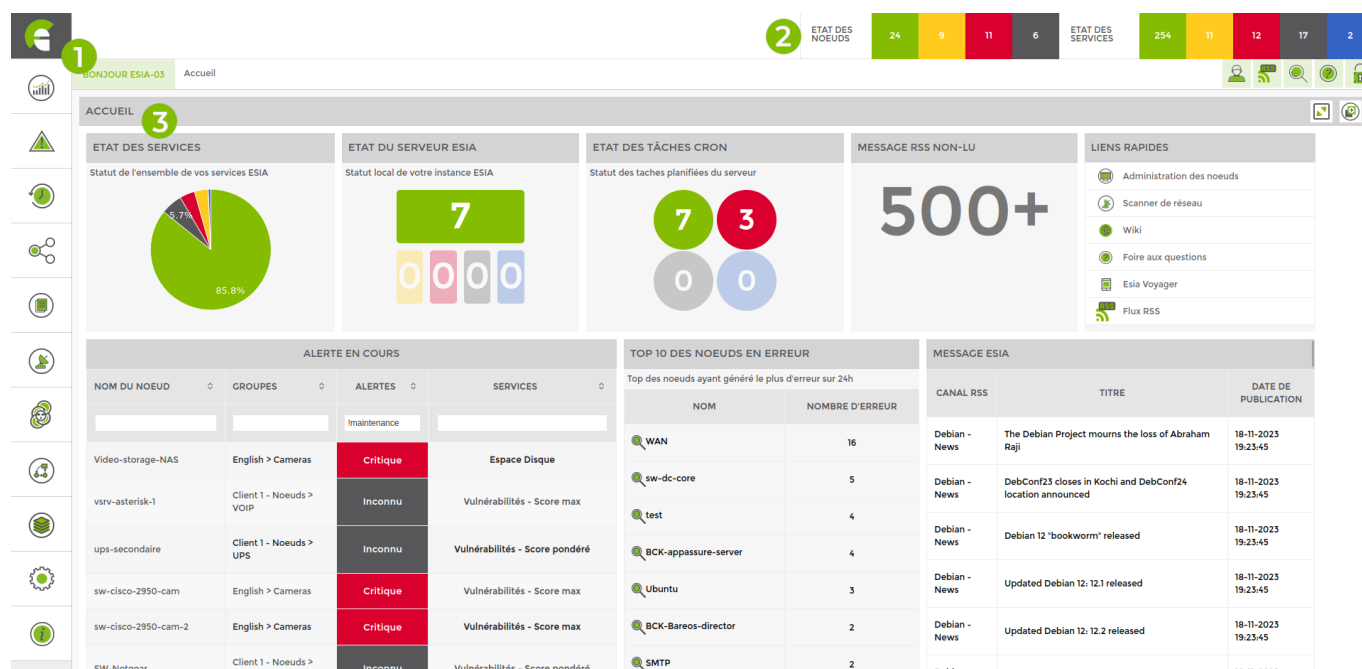 2 ETAT DES NOEUDS 24 9 11 6 ETAT DES SERVICES 254 11 12 17 2
1
BONJOUR ESIA-03 Accueil
ACCUEIL
3
ETAT DES SERVICES
Statut de l'ensemble de vos services ESIA
5.7%
85.8%
ETAT DU SERVEUR ESIA
Statut local de votre instance ESIA
7
0 0 0 0
ETAT DES TÂCHES CRON
Statut des taches planifiées du serveur
7 3
0 0
MESSAGE RSS NON-LU
500+
LIENS RAPIDES
Administration des noeuds
Scanner de réseau
Wiki
Foire aux questions
Esia Voyager
Flux RSS
ALERTE EN COURS
NOM DU NOEUD GROUPES ALERTES SERVICES
!maintenance
Video-storage-NAS English > Cameras Critique Espace Disque
vsrv-asterisk-1 Client 1 - Noeuds > VOIP Inconnu Vulnérabilités - Score max
ups-secondaire Client 1 - Noeuds > UPS Inconnu Vulnérabilités - Score pondéré
sw-cisco-2950-cam English > Cameras Critique Vulnérabilités - Score max
sw-cisco-2950-cam-2 English > Cameras Critique Vulnérabilités - Score max
SW-Netgear Client 1 - Noeuds > Inconnu Vulnérabilités - Score pondéré
TOP 10 DES NOEUDS EN ERREUR
Top des noeuds ayant généré le plus d'erreur sur 24h
NOM NOMBRE D'ERREUR
WAN 16
sw-dc-core 5
test 4
BCK-appassure-server 4
Ubuntu 3
BCK-Bareos-director 2
SMTP 2
MESSAGE ESIA
CANAL RSS TITRE DATE DE PUBLICATION
Debian - News The Debian Project mourns the loss of Abraham Raji 18-11-2023 19:23:45
Debian - News DebConf23 closes in Kochi and DebConf24 location announced 18-11-2023 19:23:45
Debian - News Debian 12 "bookworm" released 18-11-2023 19:23:45
Debian - News Updated Debian 12: 12.1 released 18-11-2023 19:23:45
Debian - News Updated Debian 12: 12.2 released 18-11-2023 19:23:45